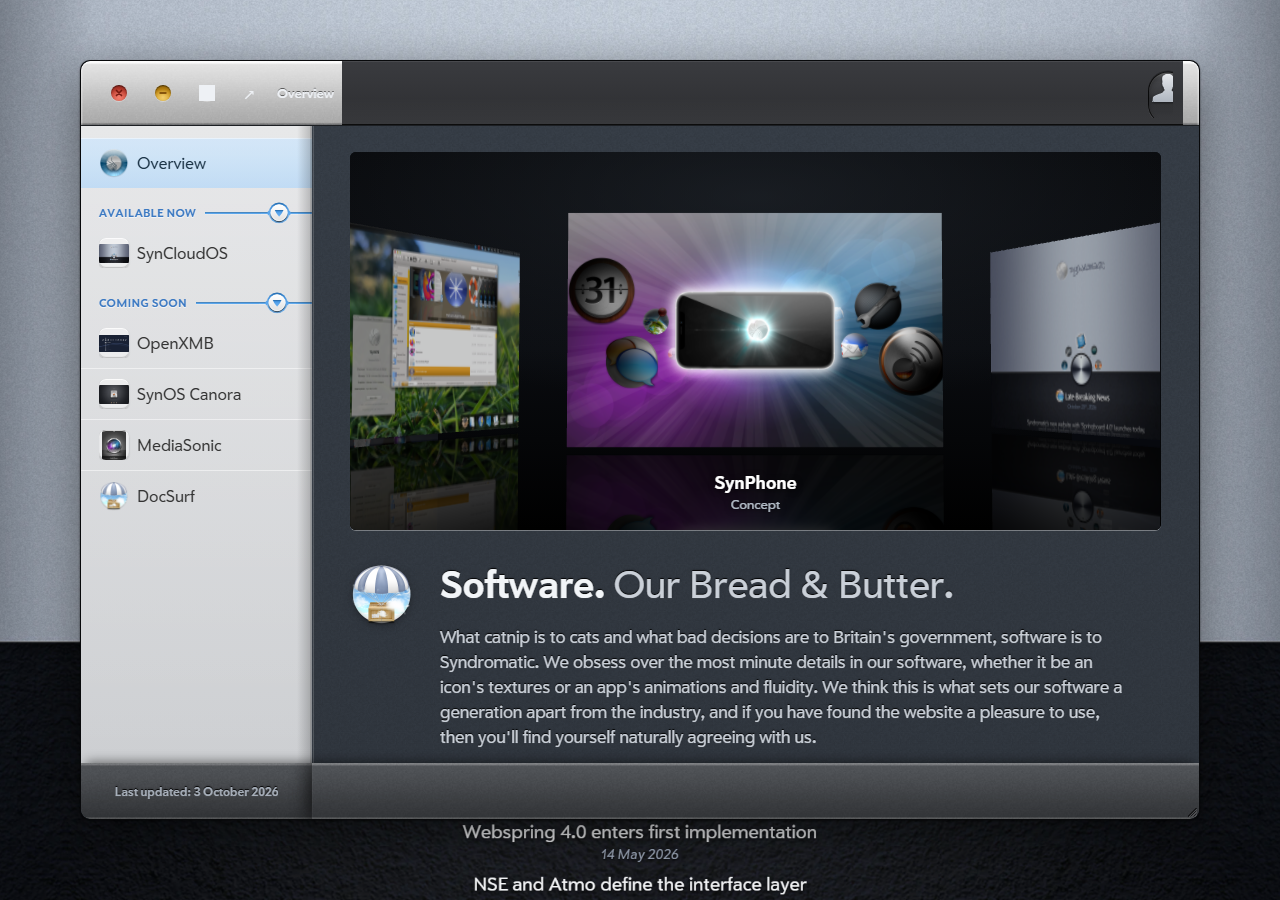 Overview
Overview
AVAILABLE NOW
SynCloudOS
COMING SOON
OpenXMB
SynOS Canora
MediaSonic
DocSurf
31
Late-Breaking News
SynPhone
Concept
Software. Our Bread & Butter.
What catnip is to cats and what bad decisions are to Britain's government, software is to
Syndromatic. We obsess over the most minute details in our software, whether it be an
icon's textures or an app's animations and fluidity. We think this is what sets our software a
generation apart from the industry, and if you have found the website a pleasure to use,
then you'll find yourself naturally agreeing with us.
Last updated: 3 October 2026
Webspring 4.0 enters first implementation
14 May 2026
NSE and Atmo define the interface layer